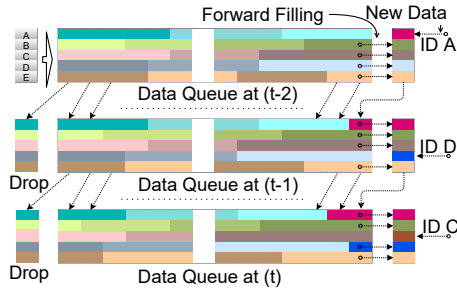 Forward Filling
New Data
A
B
C
D
E
ID A
Data Queue at (t-2)
ID D
Drop
Data Queue at (t-1)
ID C
Drop
Data Queue at (t)